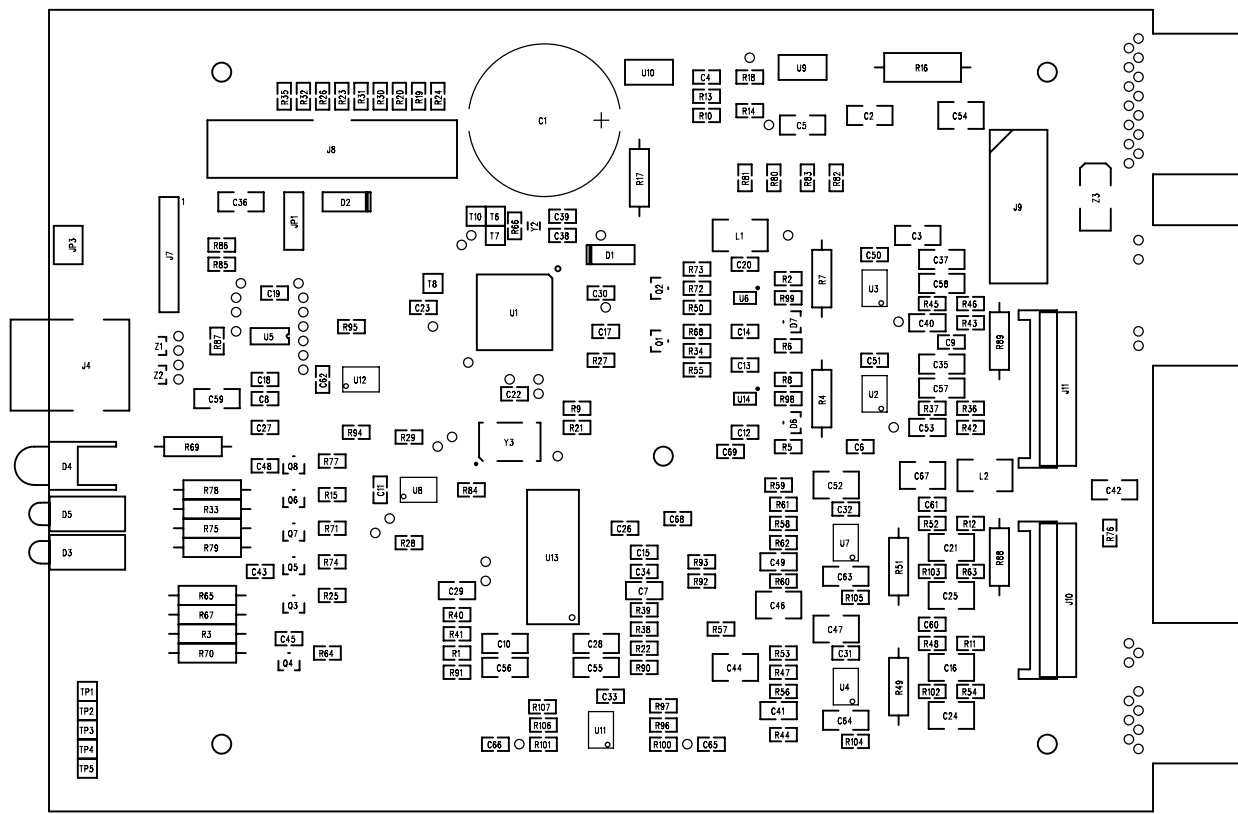 U10
C4
R18
U9
R16
R35
R32
R26
R23
R31
R30
R20
R19
R24
R13
R10
R14
C1
C5
C2
C54
J8
R17
R81
R80
R83
R82
J9
Z3
C36
JP1
D2
J7
1
T10
T6
T7
R66
Y2
C39
C38
JP3
R86
R85
D1
L1
C3
C50
C37
C58
C20
R73
R72
R50
Q2
U6
R2
R99
R7
U3
R45
R46
C40
R43
C9
T8
C23
C30
C19
U1
C17
R68
R34
R55
Q1
C14
D7
R6
R89
J11
R87
U5
R95
Z1
Z2
J4
R27
C13
C51
C35
C57
C18
C8
C62
U12
C59
C22
U14
R8
R98
R4
U2
R37
R36
C53
R42
C27
R94
R29
R9
R21
Y3
C12
D6
R5
C69
C6
R69
D4
C48
Q8
R77
R78
R33
R75
R79
Q6
R15
C11
U8
R84
R59
C52
C67
L2
C42
D5
R61
C32
C61
Q7
R71
C26
C68
R58
R52
R12
R76
D3
R28
U13
R62
U7
C21
Q5
R74
C43
C15
C34
R93
R92
C49
R60
C63
R51
R103
R63
R88
J10
R65
R67
R3
R70
Q3
R25
C29
C7
C46
R105
C25
R40
R39
C45
R41
R38
R57
C47
C60
R48
R11
Q4
R64
R1
C10
C28
R22
R53
C31
R91
C56
C55
R90
C44
R47
U4
C16
TP1
TP2
TP3
TP4
TP5
C33
R56
R49
R102
R54
R107
R97
C41
C64
C24
R106
U11
R96
R44
C66
R101
R100
C65
R104